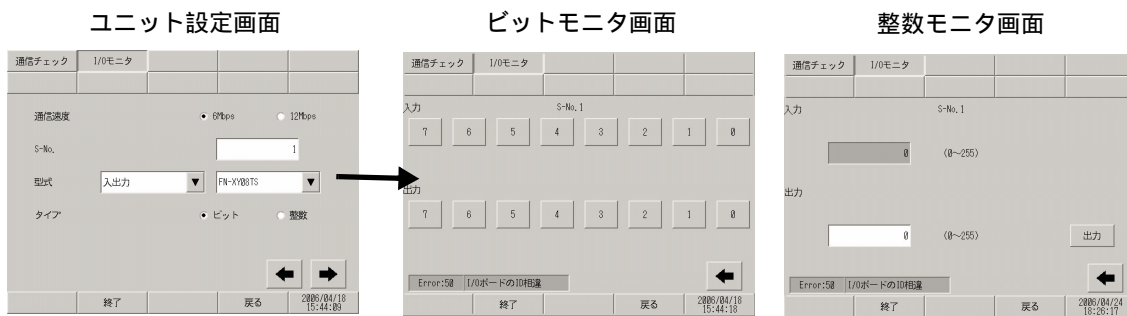 ユニット設定画面
通信チェック I/Oモニタ
通信速度 6Mbps 12Mbps
S-No. 1
型式 入出力 FN-XY08TS
タイプ ビット 整数
終了 戻る 2006/04/18 15:44:09
ビットモニタ画面
通信チェック I/Oモニタ
入力 S-No.1
7 6 5 4 3 2 1 0
出力
7 6 5 4 3 2 1 0
Error:50 I/OボードのID相違
終了 戻る 2006/04/18 15:44:18
整数モニタ画面
通信チェック I/Oモニタ
入力 S-No.1
0 (0~255)
出力
0 (0~255) 出力
Error:50 I/OボードのID相違
終了 戻る 2006/04/24 18:26:17